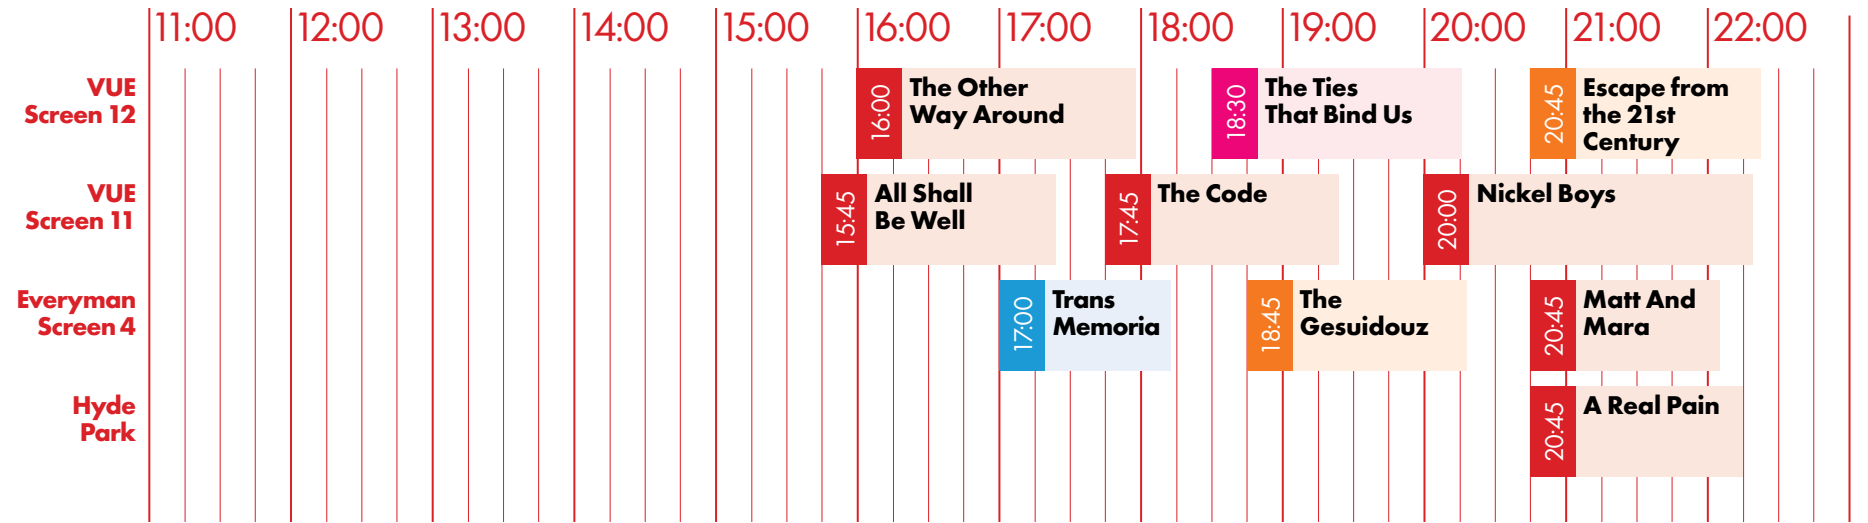 11:00 12:00 13:00 14:00 15:00 16:00 17:00 18:00 19:00 20:00 21:00 22:00
VUE
Screen 12
16:00
The Other
Way Around
18:30
The Ties
That Bind Us
20:45
Escape from
the 21st
Century
VUE
Screen 11
15:45
All Shall
Be Well
17:45
The Code
20:00
Nickel Boys
Everyman
Screen 4
17:00
Trans
Memoria
18:45
The
Gesuidouz
20:45
Matt And
Mara
Hyde
Park
20:45
A Real Pain